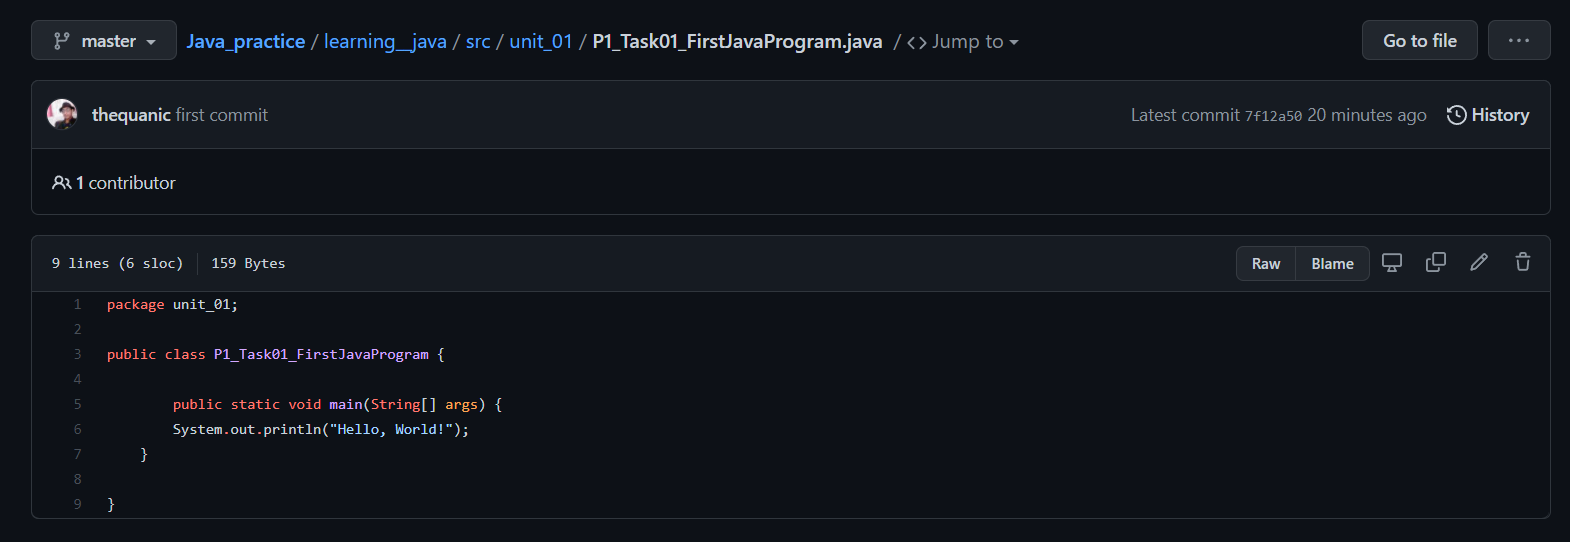 master Java_practice / learning__java / src / unit_01 / P1_Task01_FirstJavaProgram.java / <> Jump to Go to file ...
thequanic first commit Latest commit 7f12a50 20 minutes ago History
1 contributor
9 lines (6 sloc) 159 Bytes Raw Blame
1 package unit_01;
2
3 public class P1_Task01_FirstJavaProgram {
4
5 public static void main(String[] args) {
6 System.out.println("Hello, World!");
7 }
8
9 }